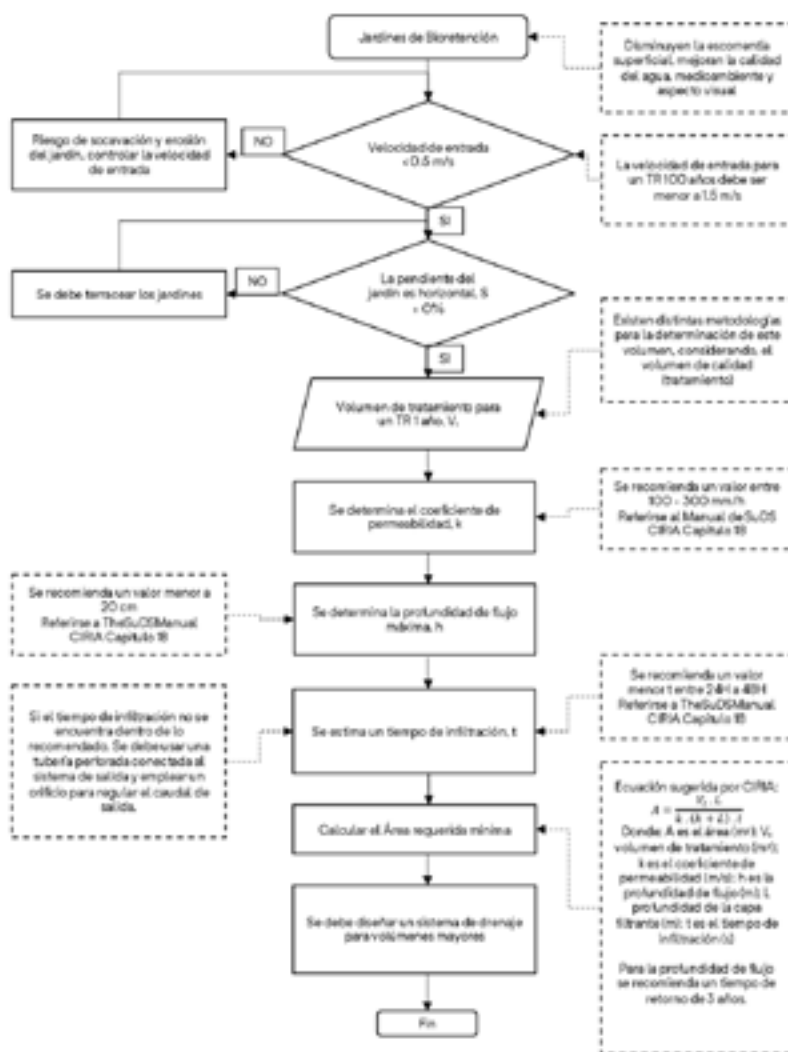 Jardines de Bioretención
Disminuyen la escorrentía
superficial, mejoran la calidad
del agua, medioambiente y
aspecto visual
Riesgo de socavación y erosión
del jardín, controlar la velocidad
de entrada
NO
Velocidad de entrada
<0.5 m/s
La velocidad de entrada para
un TR 100 años debe ser
menor a 1.5 m/s
SI
Se debe terracear los jardines
NO
La pendiente del
jardín es horizontal, S
= 0%
SI
Existen distintas metodologías
para la determinación de este
volumen, considerando, el
volumen de calidad
(tratamiento)
Volumen de tratamiento para
un TR 1 año, Vₜ
Se determina el coeficiente de
permeabilidad, k
Se recomienda un valor entre
100 - 300 mm/h
Referirse al Manual de SuDS
CIRIA Capítulo 18
Se recomienda un valor menor a
20 cm
Referirse a TheSuDSManual
CIRIA Capítulo 18
Se determina la profundidad de flujo
máxima, h
Se recomienda un valor
menor t entre 24H a 48H
Referirse a TheSuDSManual
CIRIA Capítulo 18
Si el tiempo de infiltración no se
encuentra dentro de lo
recomendado. Se debe usar una
tubería perforada conectada al
sistema de salida y emplear un
orificio para regular el caudal de
salida.
Se estima un tiempo de infiltración, t
Calcular el Área requerida mínima
Ecuación sugerida por CIRIA:
A = Vₜ . L / k . (h + L) . t
Donde: A es el área (m²); Vₜ
volumen de tratamiento (m³);
k es el coeficiente de
permeabilidad (m/s); h es la
profundidad de flujo (m); L
profundidad de la capa
filtrante (m); t es el tiempo de
infiltración (s)
Para la profundidad de flujo
se recomienda un tiempo de
retorno de 3 años.
Se debe diseñar un sistema de drenaje
para volúmenes mayores
Fin